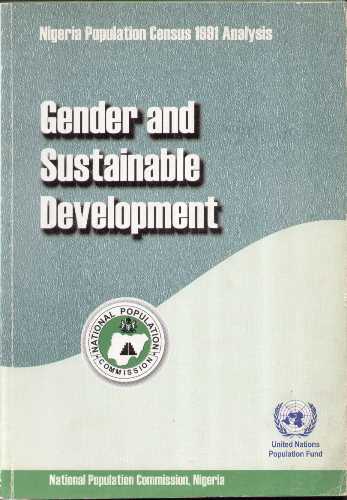 Nigeria Population Census 1991 Analysis
Gender and
Sustainable
Development
NATIONAL POPULATION
COMMISSION
United Nations
Population Fund
National Population Commission, Nigeria